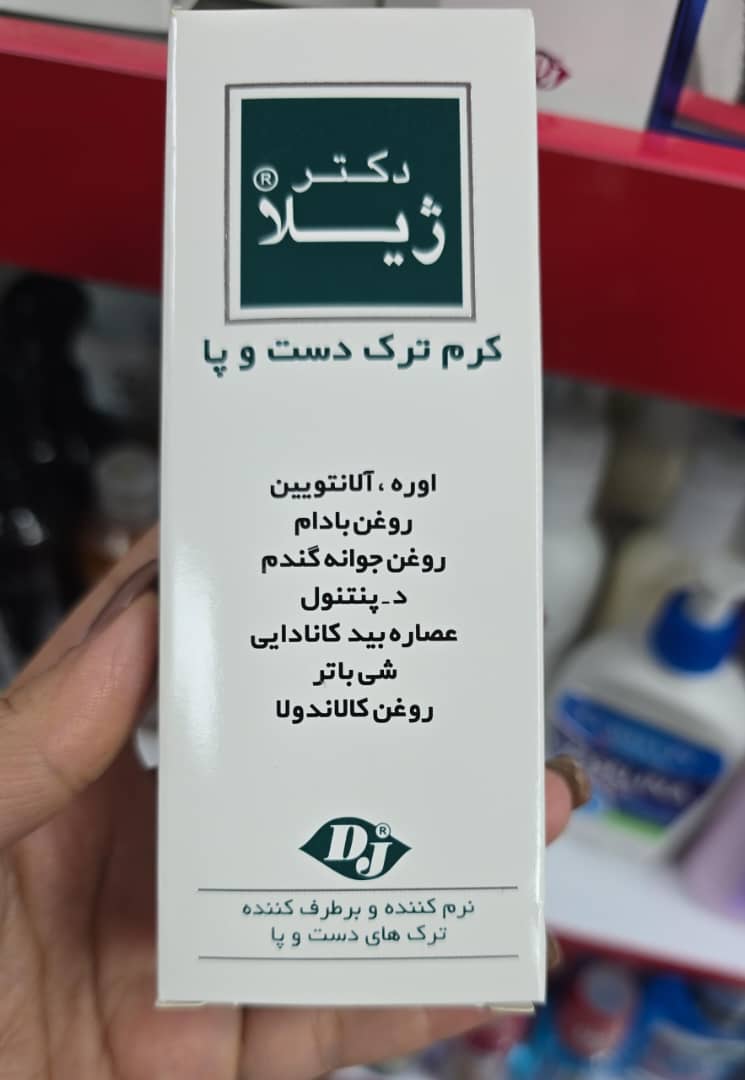 دکتر
ژیلا ®
کرم ترک دست و پا
اوره ، آلانتویین
روغن بادام
روغن جوانه گندم
د-پنتنول
عصاره بید کانادایی
شی باتر
روغن کالاندولا
DJ ®
نرم کننده و برطرف کننده
ترک های دست و پا
DJ